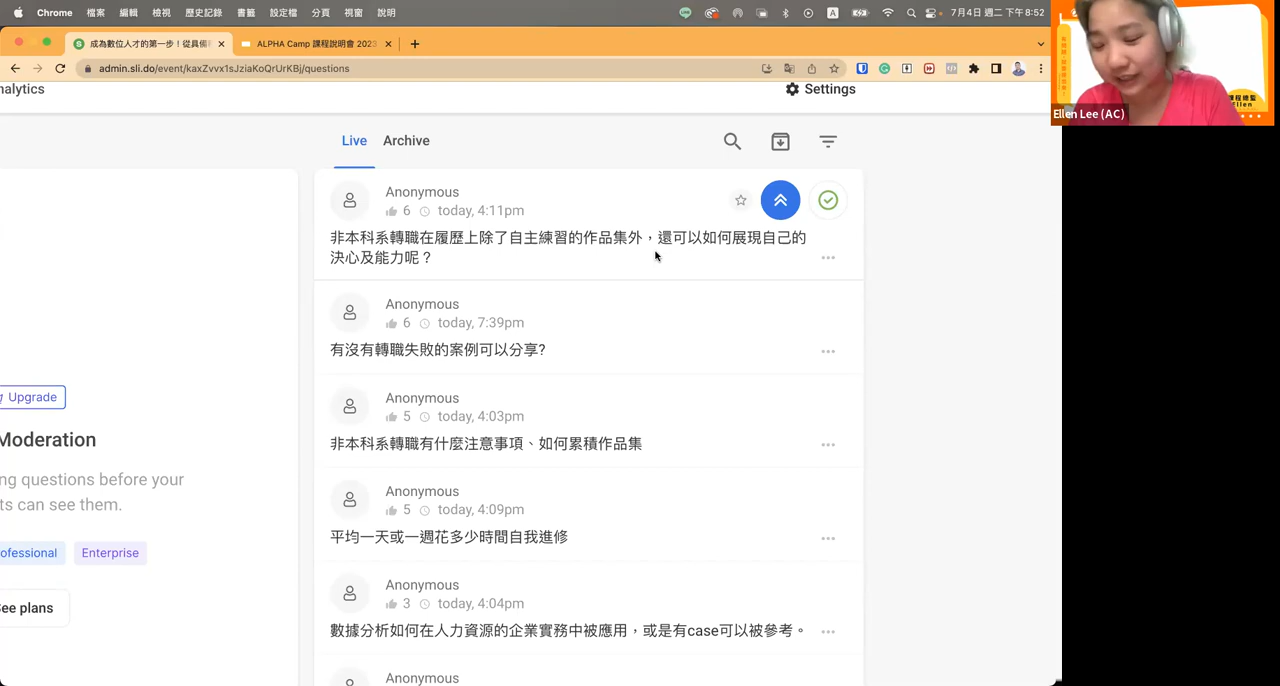 Chrome 檔案 編輯 檢視 歷史記錄 書籤 設定檔 分頁 視窗 說明
A
7月4日 週二 下午8:52
成為數位人才的第一步！從具備
ALPHA Camp 課程說明會 2023
admin.sli.do/event/kaxZvvx1sJziaKoQrUrKBj/questions
nalytics
Settings
Live Archive
Anonymous
6 today, 4:11pm
非本科系轉職在履歷上除了自主練習的作品集外，還可以如何展現自己的
決心及能力呢？
Anonymous
6 today, 7:39pm
有沒有轉職失敗的案例可以分享?
Anonymous
5 today, 4:03pm
非本科系轉職有什麼注意事項、如何累積作品集
Anonymous
5 today, 4:09pm
平均一天或一週花多少時間自我進修
Anonymous
3 today, 4:04pm
數據分析如何在人力資源的企業實務中被應用，或是有case可以被參考。
Anonymous
Upgrade
Moderation
ng questions before your
ts can see them.
ofessional Enterprise
See plans
課程總監
Ellen
Ellen Lee (AC)